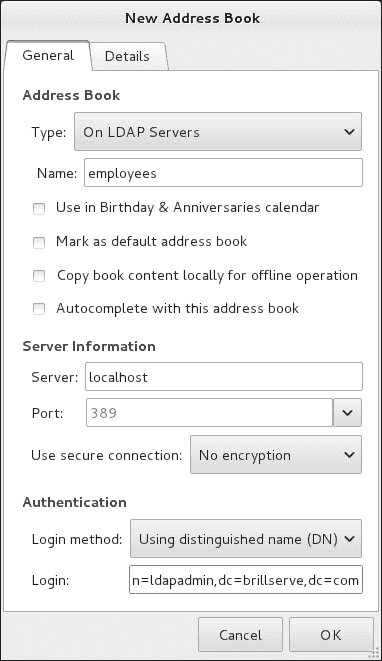 New Address Book
General Details
Address Book
Type: On LDAP Servers
Name: employees
Use in Birthday & Anniversaries calendar
Mark as default address book
Copy book content locally for offline operation
Autocomplete with this address book
Server Information
Server: localhost
Port: 389
Use secure connection: No encryption
Authentication
Login method: Using distinguished name (DN)
Login: n=ldapadmin,dc=brillserve,dc=com
Cancel OK